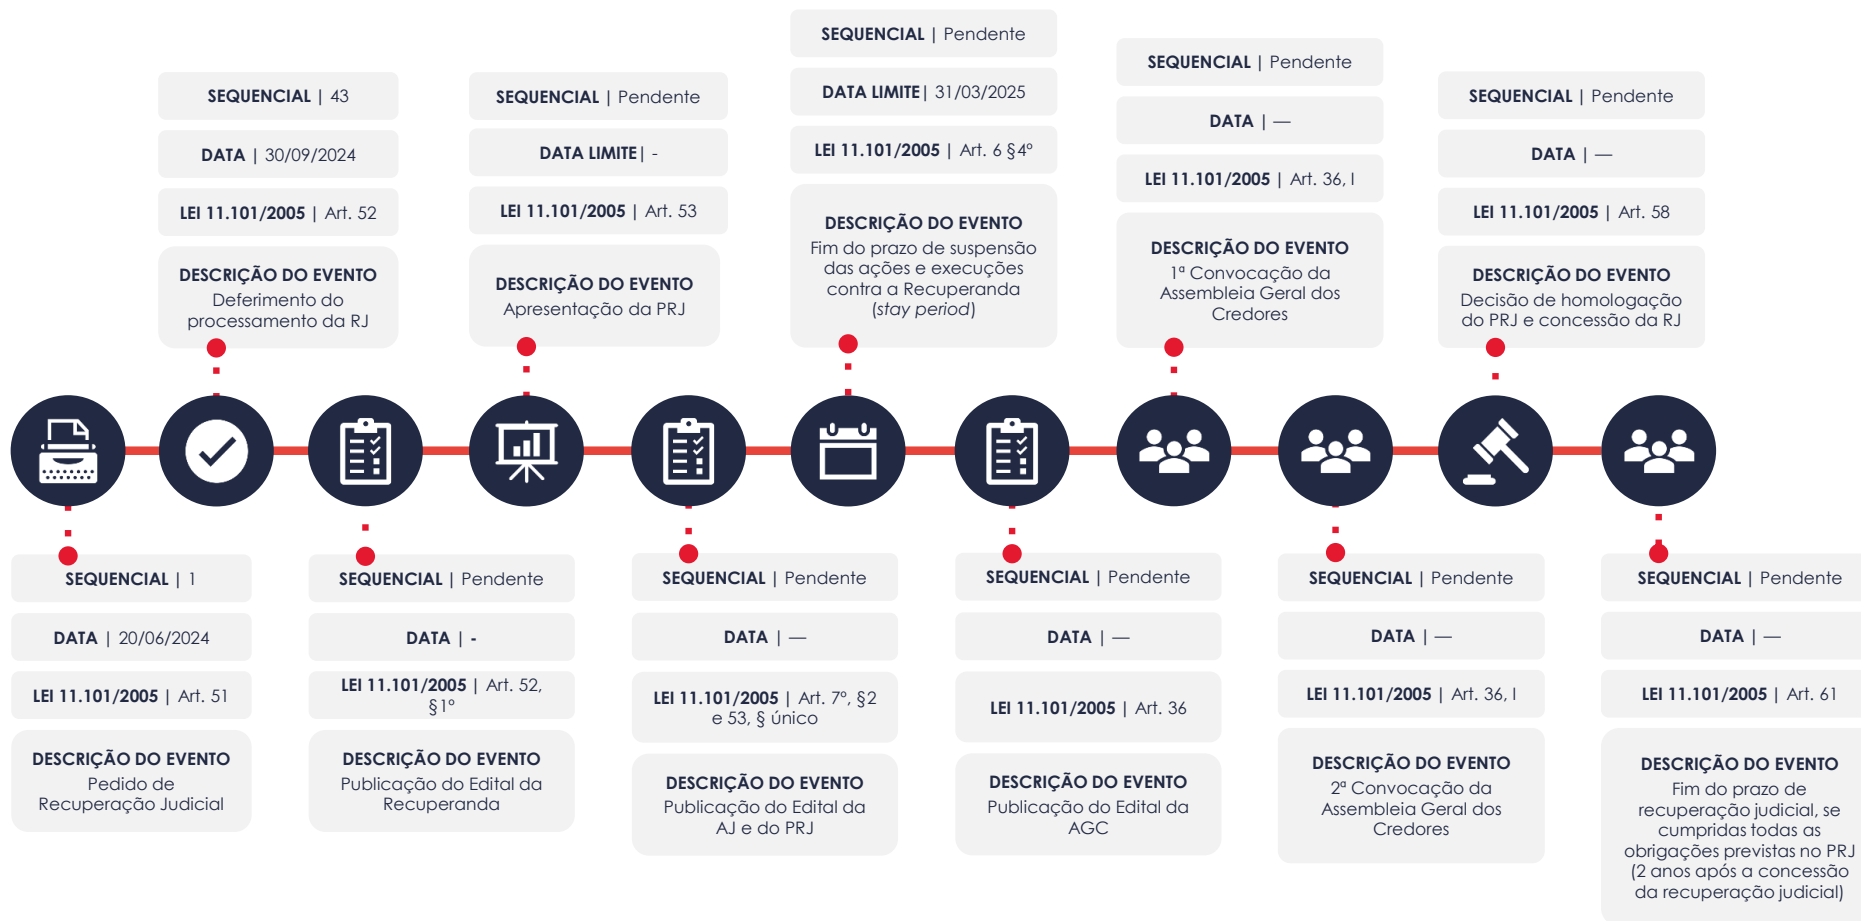 SEQUENCIAL | 1
DATA | 20/06/2024
LEI 11.101/2005 | Art. 51
DESCRIÇÃO DO EVENTO
Pedido de
Recuperação Judicial
SEQUENCIAL | 43
DATA | 30/09/2024
LEI 11.101/2005 | Art. 52
DESCRIÇÃO DO EVENTO
Deferimento do
processamento da RJ
SEQUENCIAL | Pendente
DATA | -
LEI 11.101/2005 | Art. 52,
§1º
DESCRIÇÃO DO EVENTO
Publicação do Edital da
Recuperanda
SEQUENCIAL | Pendente
DATA LIMITE| -
LEI 11.101/2005 | Art. 53
DESCRIÇÃO DO EVENTO
Apresentação da PRJ
SEQUENCIAL | Pendente
DATA | —
LEI 11.101/2005 | Art. 7º, §2
e 53, § único
DESCRIÇÃO DO EVENTO
Publicação do Edital da
AJ e do PRJ
SEQUENCIAL | Pendente
DATA LIMITE| 31/03/2025
LEI 11.101/2005 | Art. 6 §4º
DESCRIÇÃO DO EVENTO
Fim do prazo de suspensão
das ações e execuções
contra a Recuperanda
(stay period)
SEQUENCIAL | Pendente
DATA | —
LEI 11.101/2005 | Art. 36
DESCRIÇÃO DO EVENTO
Publicação do Edital da
AGC
SEQUENCIAL | Pendente
DATA | —
LEI 11.101/2005 | Art. 36, I
DESCRIÇÃO DO EVENTO
1ª Convocação da
Assembleia Geral dos
Credores
SEQUENCIAL | Pendente
DATA | —
LEI 11.101/2005 | Art. 36, I
DESCRIÇÃO DO EVENTO
2ª Convocação da
Assembleia Geral dos
Credores
SEQUENCIAL | Pendente
DATA | —
LEI 11.101/2005 | Art. 58
DESCRIÇÃO DO EVENTO
Decisão de homologação
do PRJ e concessão da RJ
SEQUENCIAL | Pendente
DATA | —
LEI 11.101/2005 | Art. 61
DESCRIÇÃO DO EVENTO
Fim do prazo de
recuperação judicial, se
cumpridas todas as
obrigações previstas no PRJ
(2 anos após a concessão
da recuperação judicial)